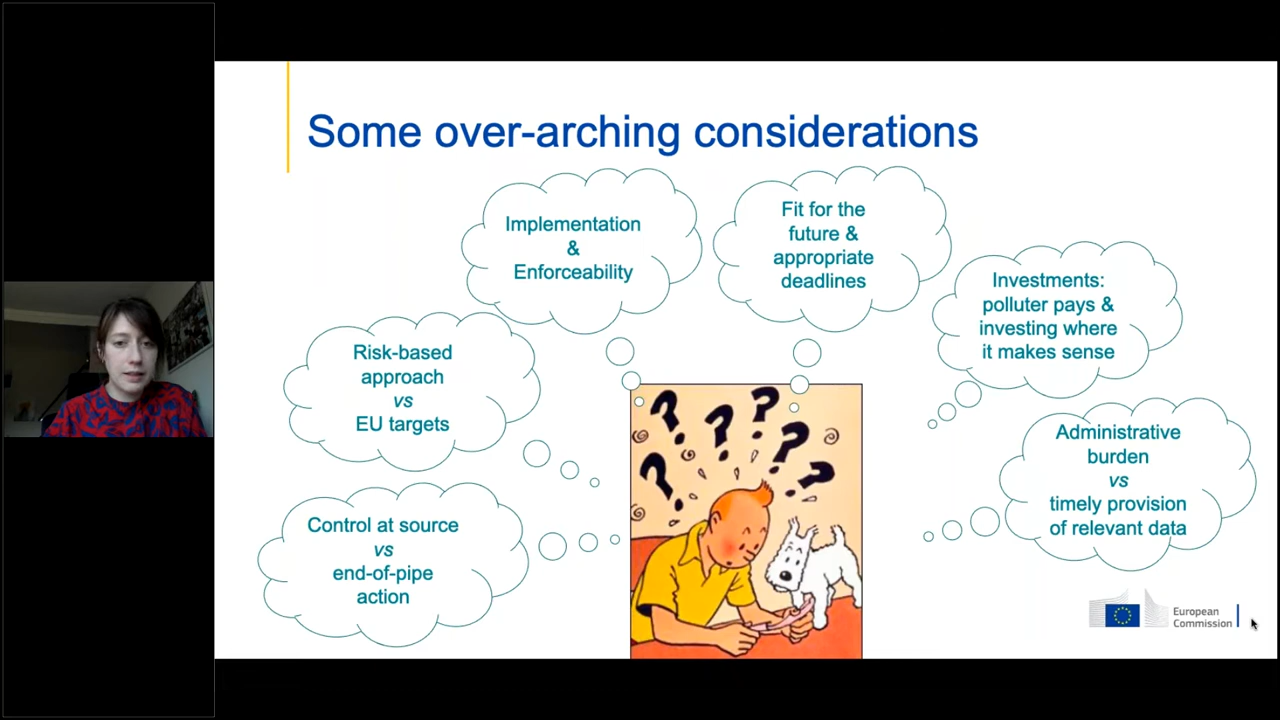 Some over-arching considerations
Implementation
&
Enforceability
Fit for the
future &
appropriate
deadlines
Investments:
polluter pays &
investing where
it makes sense
Risk-based
approach
vs
EU targets
Administrative
burden
vs
timely provision
of relevant data
Control at source
vs
end-of-pipe
action
? ? ? ? ? ?
European
Commission